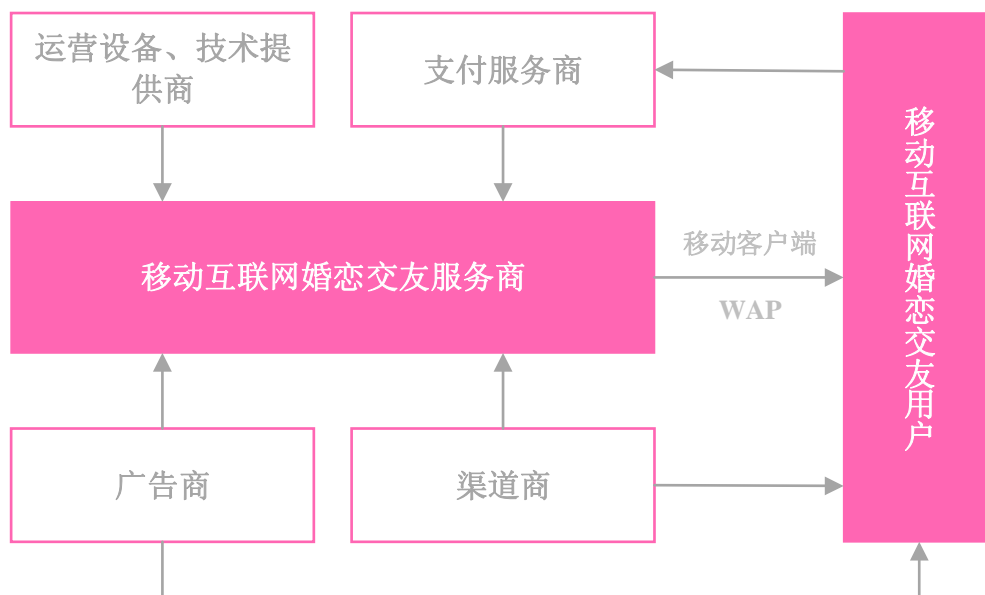 运营设备、技术提
供商
支付服务商
移动互联网婚恋交友用户
移动客户端
移动互联网婚恋交友服务商
WAP
广告商
渠道商